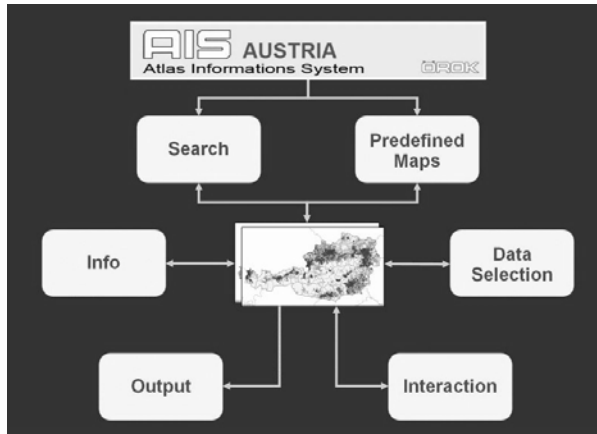 AIS AUSTRIA
Atlas Informations System ÖROK
Search
Predefined
Maps
Info
Data
Selection
Output
Interaction